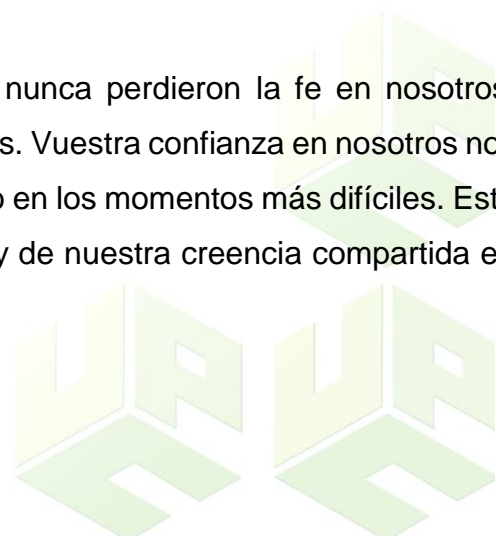 nunca perdieron la fe en nosotros
s. Vuestra confianza en nosotros no
o en los momentos más difíciles. Est
y de nuestra creencia compartida e